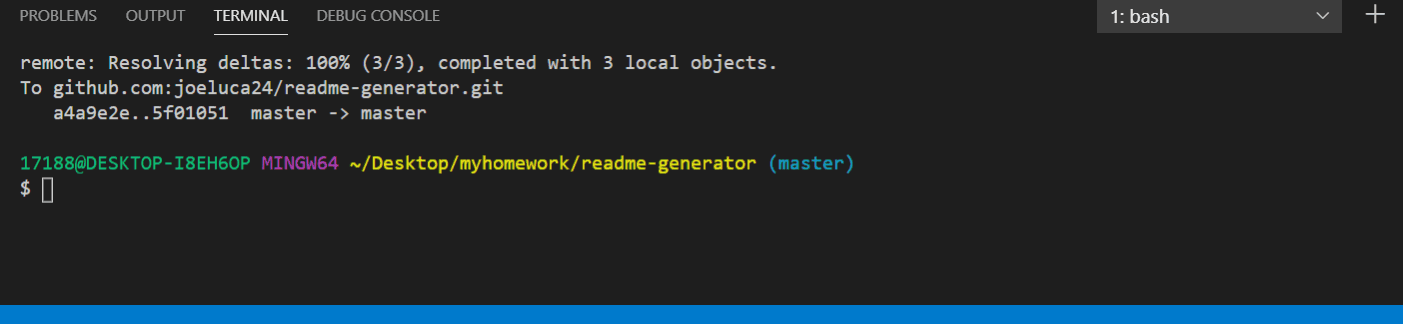 PROBLEMS OUTPUT TERMINAL DEBUG CONSOLE 1: bash
remote: Resolving deltas: 100% (3/3), completed with 3 local objects.
To github.com:joeluca24/readme-generator.git
   a4a9e2e..5f01051  master -> master
17188@DESKTOP-I8EH6OP MINGW64 ~/Desktop/myhomework/readme-generator (master)
$